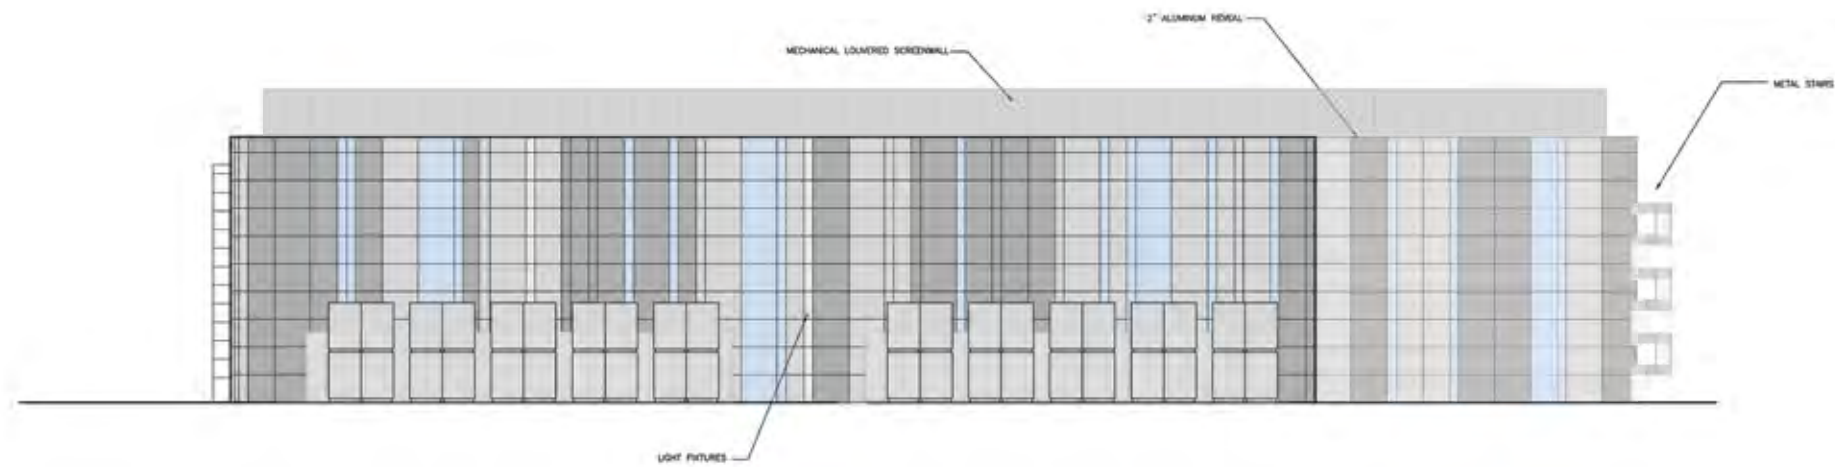 2" ALUMINUM REVEAL
MECHANICAL LOUVERED SCREENWALL
METAL STAIRS
LIGHT FIXTURES